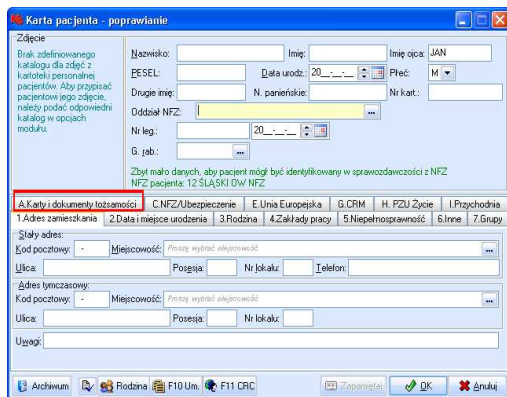 Karta pacjenta - poprawianie
Zdjęcie
Brak zdefiniowanego
katalogu dla zdjęć z
kartoteki personalnej
pacjentów. Aby przypisać
pacjentowi jego zdjęcie,
należy podać odpowiedni
katalog w opcjach
modułu.
Nazwisko: Imię: Imię ojca: JAN
PESEL: Data urodz.: 20__-__-__ Płeć: M
Drugie imię: N. panieńskie: Nr kart.:
Oddział NFZ: ...
Nr leg.: 20__-__-__
G. rab.: ...
Zbyt mało danych, aby pacjent mógł być identyfikowany w sprawozdawczości z NFZ
NFZ pacjenta: 12 ŚLĄSKI OW NFZ
A.Karty i dokumenty tożsamości C.NFZ/Ubezpieczenie E.Unia Europejska G.CRM H. PZU Życie I.Przychodnia
1.Adres zamieszkania 2.Data i miejsce urodzenia 3.Rodzina 4.Zakłady pracy 5.Niepełnosprawność 6.Inne 7.Grupy
Stały adres:
Kod pocztowy: - Miejscowość: Proszę wybrać miejscowość ...
Ulica: Posesja: Nr lokalu: Telefon:
Adres tymczasowy:
Kod pocztowy: - Miejscowość: Proszę wybrać miejscowość ...
Ulica: Posesja: Nr lokalu:
Uwagi:
Archiwum Rodzina F10 Um. F11 CRC Zapamiętaj OK Anuluj